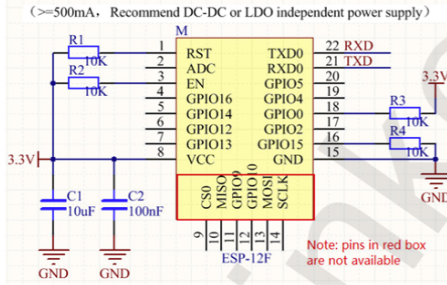 (>=500mA, Recommend DC-DC or LDO independent power supply)
M
R1
10K
R2
10K
1 RST
2 ADC
3 EN
4 GPIO16
5 GPIO14
6 GPIO12
7 GPIO13
8 VCC
TXD0 22 RXD
RXD0 21 TXD
GPIO5 20
GPIO4 19
GPIO0 18
GPIO2 17
GPIO15 16
GND 15
3.3V
R3
10K
R4
10K
GND
3.3V
C1
10uF
C2
100nF
GND
GND
CS0
MISO
GPIO9
GPIO10
MOSI
SCLK
9
10
11
12
13
14
ESP-12F
Note: pins in red box
are not available